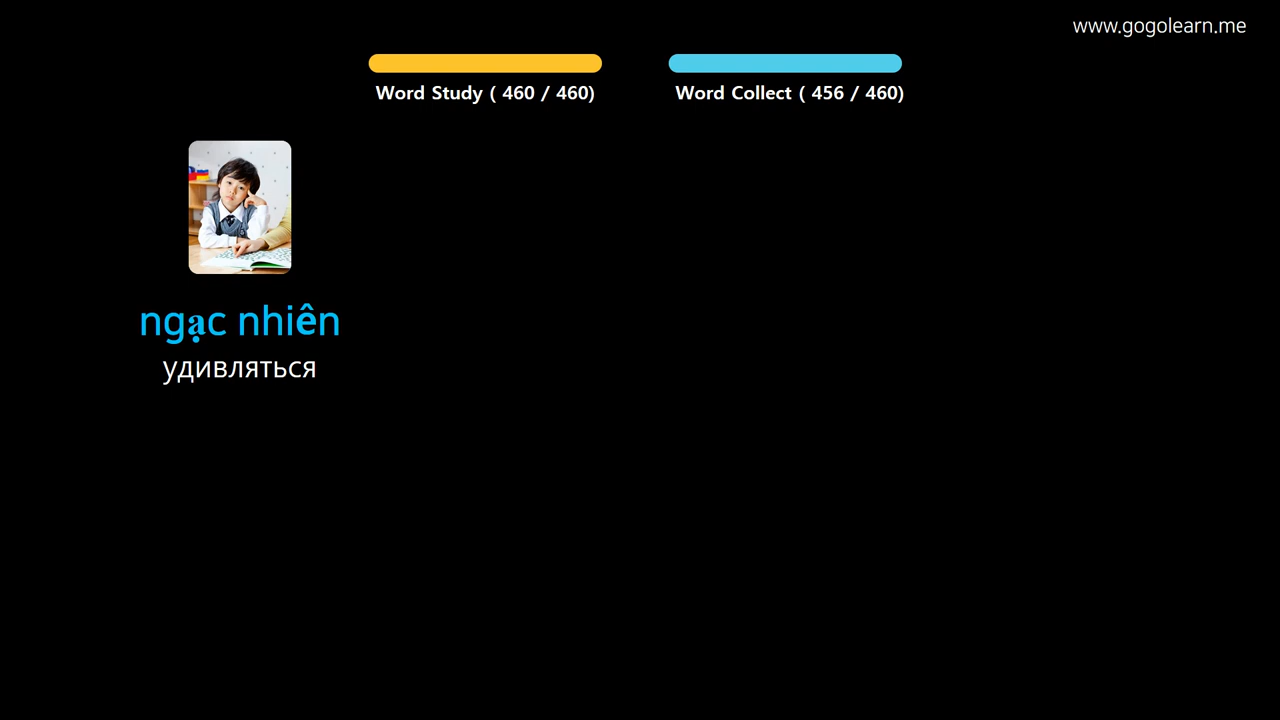 www.gogolearn.me
Word Study ( 460 / 460)
Word Collect ( 456 / 460)
ngạc nhiên
удивляться